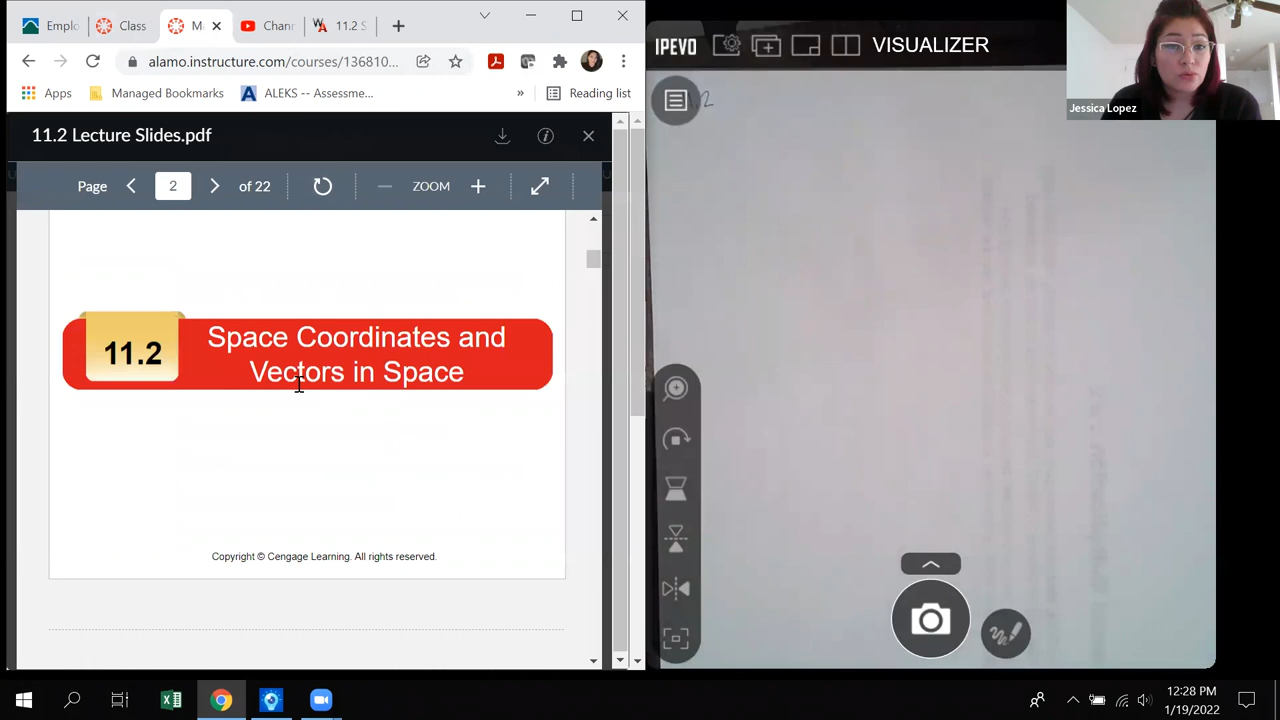 Emplo
Class
Ma
Chann
11.2 S
alamo.instructure.com/courses/136810...
Apps
Managed Bookmarks
ALEKS -- Assessme...
»
Reading list
11.2 Lecture Slides.pdf
Page
2
of 22
ZOOM
11.2
Space Coordinates and
Vectors in Space
Copyright © Cengage Learning. All rights reserved.
IPEVO
VISUALIZER
Jessica Lopez
12:28 PM
1/19/2022